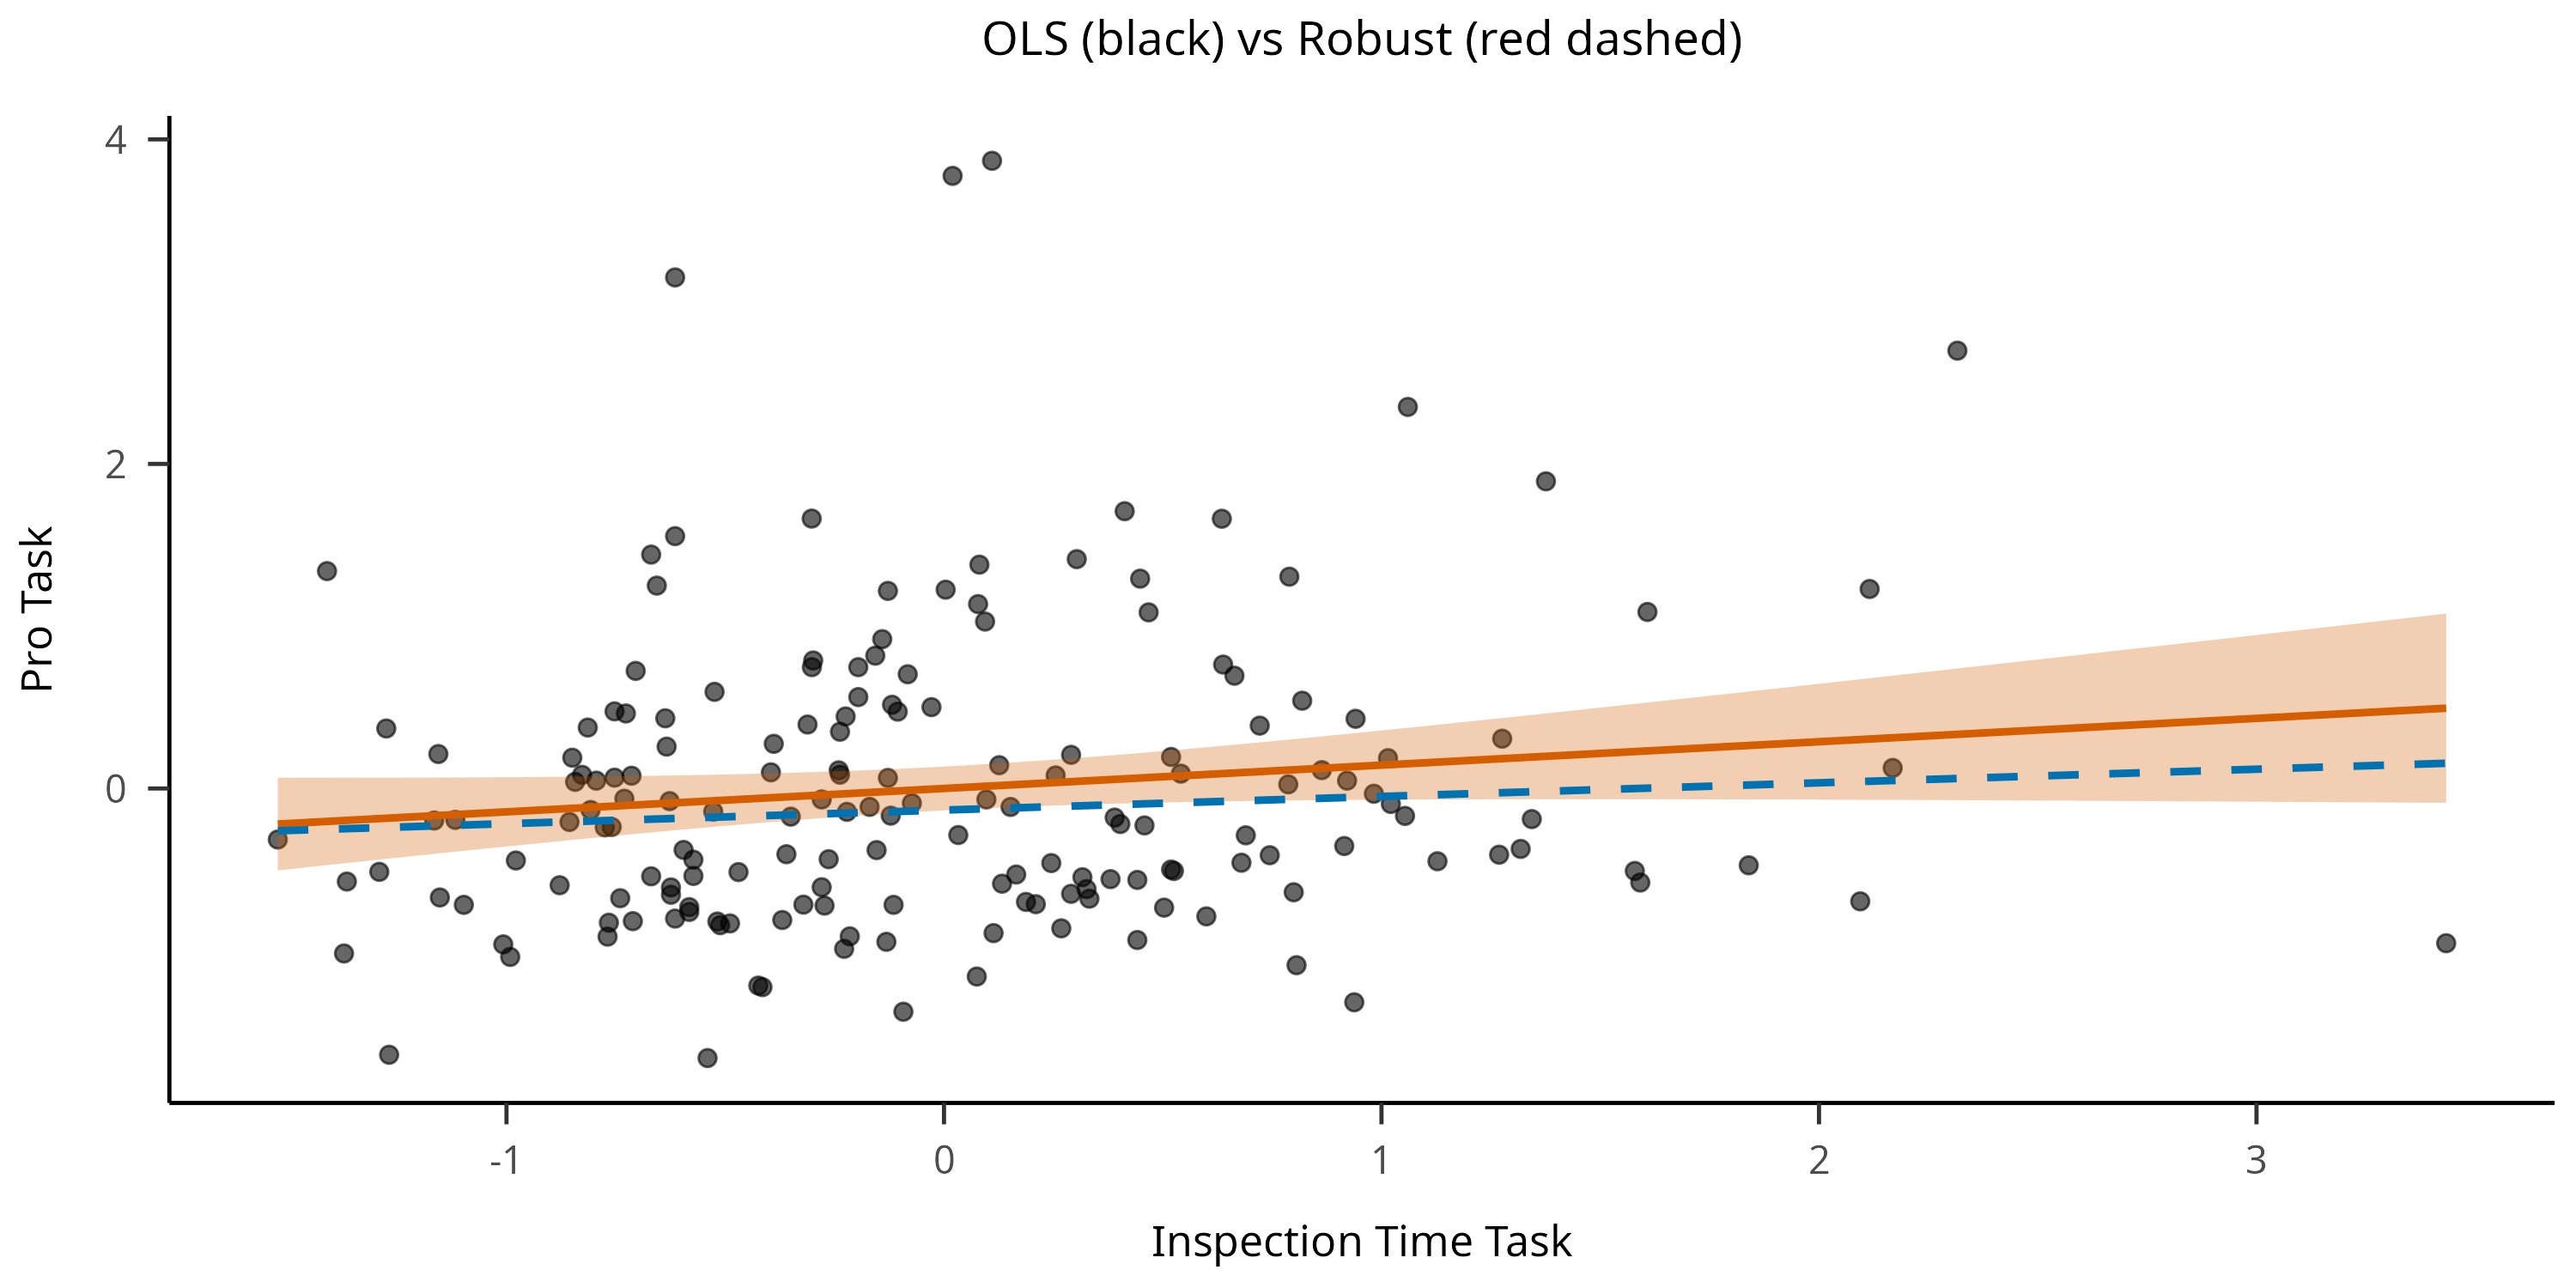 OLS (black) vs Robust (red dashed)
4
2
0
Pro Task
-1 0 1 2 3
Inspection Time Task